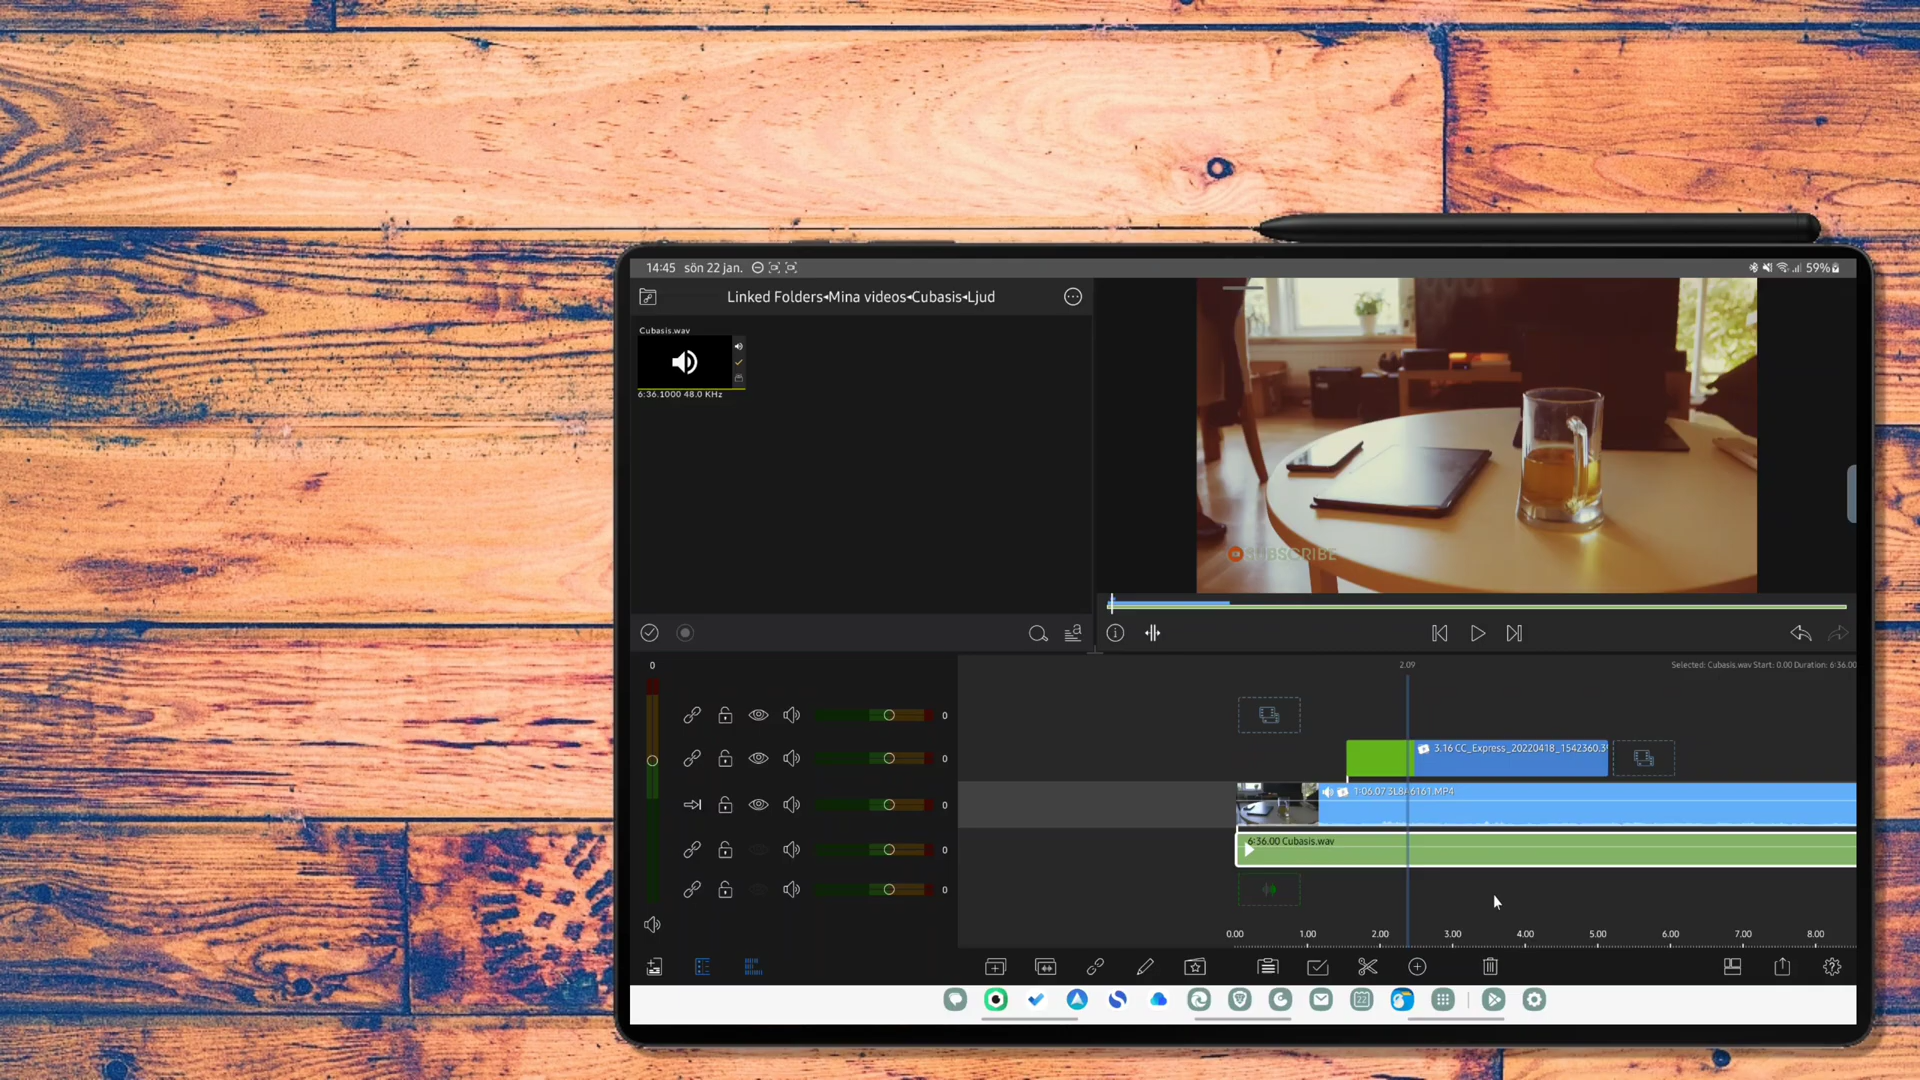 14:45 sön 22 jan.
59%
Linked Folders◂Mina videos◂Cubasis◂Ljud
Cubasis.wav
6:36.1000 48.0 KHz
SUBSCRIBE
0
2.09
Selected: Cubasis.wav Start: 0.00 Duration: 6:36.00
0
3.16 CC_Express_20220418_1542360.3
0
1:06.07 3L8A6161.MP4
0
6:36.00 Cubasis.wav
0
0
0.00 1.00 2.00 3.00 4.00 5.00 6.00 7.00 8.00
22